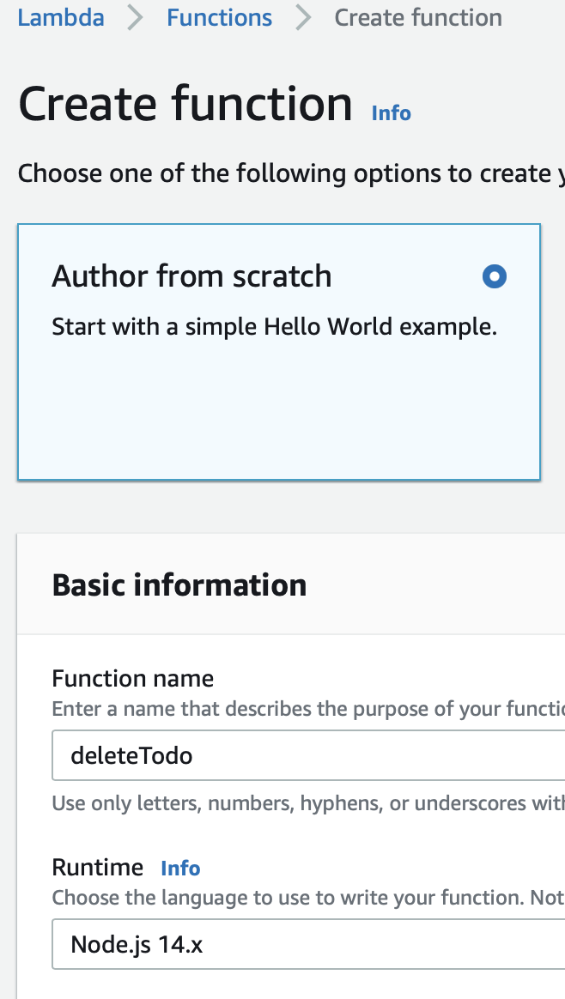 Lambda > Functions > Create function
Create function Info
Choose one of the following options to create
Author from scratch
Start with a simple Hello World example.
Basic information
Function name
Enter a name that describes the purpose of your
deleteTodo
Use only letters, numbers, hyphens, or underscores
Runtime Info
Choose the language to use to write your function.
Node.js 14.x